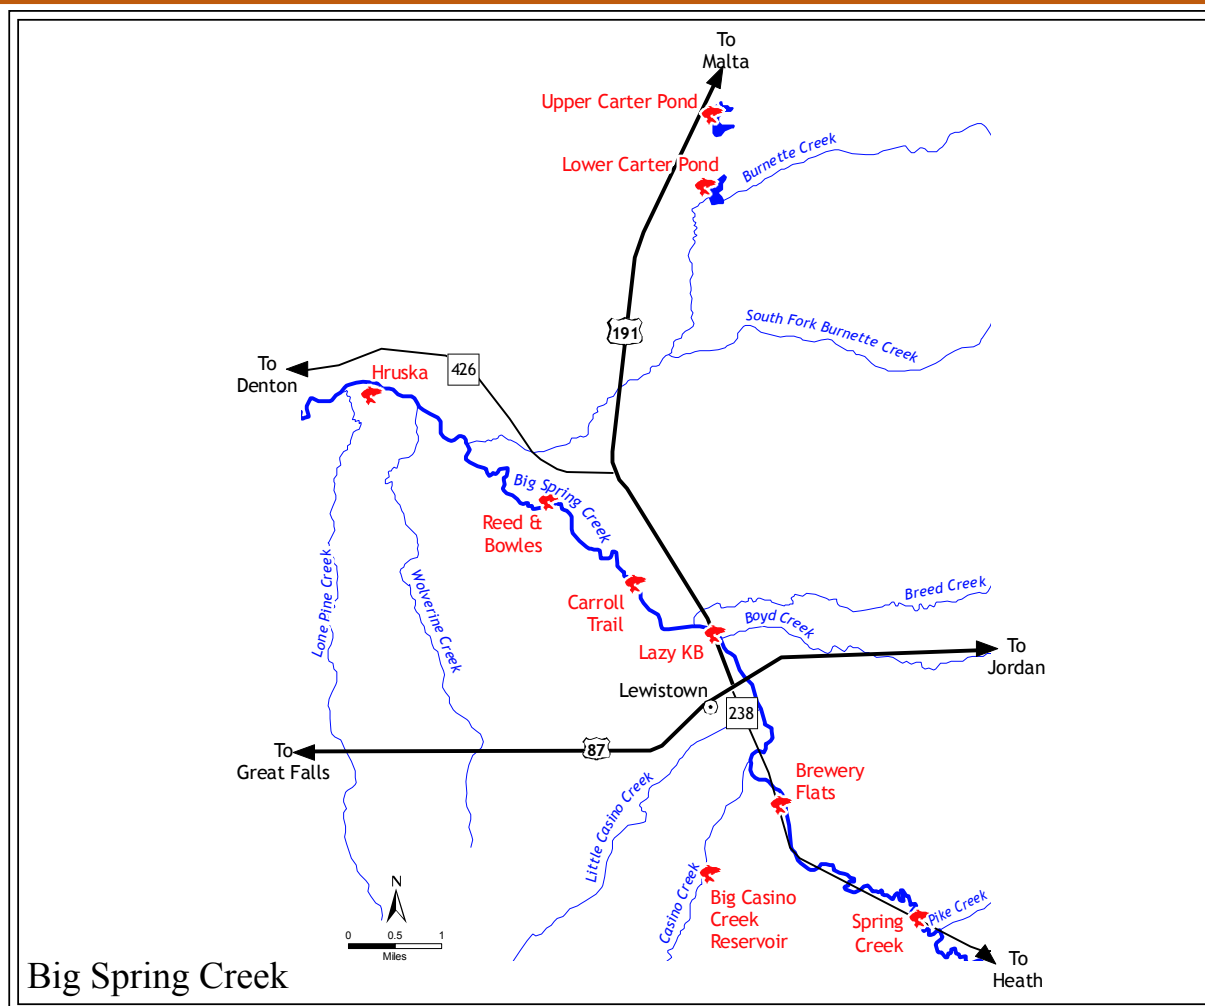 To
Malta
Upper Carter Pond
Lower Carter Pond
Burnette Creek
South Fork Burnette Creek
191
To
Denton
426
Hruska
Big Spring Creek
Reed &
Bowles
Lone Pine Creek
Wolverine Creek
Carroll
Trail
Breed Creek
Boyd Creek
Lazy KB
To
Jordan
Lewistown
238
To
Great Falls
87
Brewery
Flats
Little Casino Creek
Casino Creek
Big Casino
Creek
Reservoir
Spring
Creek
Pike Creek
N
0 0.5 1
Miles
To
Heath
Big Spring Creek